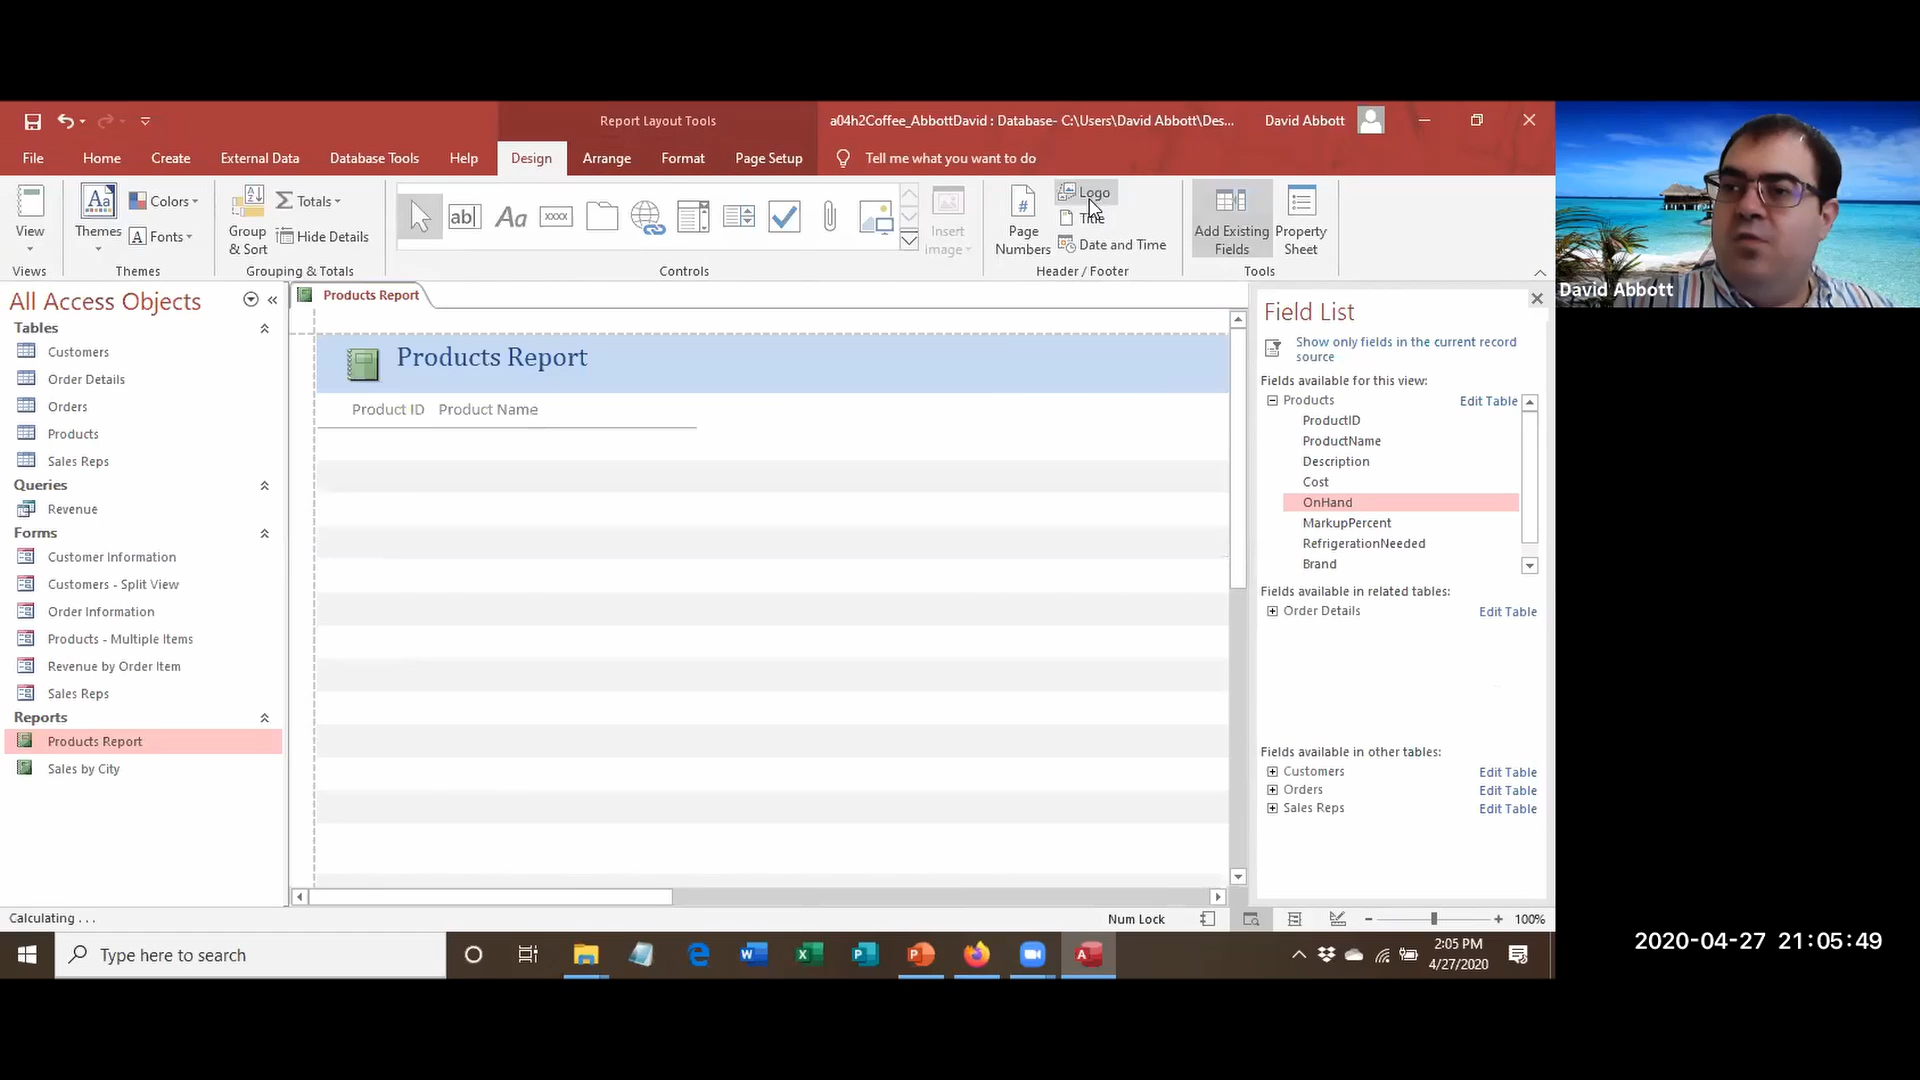 Report Layout Tools
a04h2Coffee_AbbottDavid : Database- C:\Users\David Abbott\Des...
David Abbott
File
Home
Create
External Data
Database Tools
Help
Design
Arrange
Format
Page Setup
Tell me what you want to do
View
Themes
Colors
Fonts
Group & Sort
Totals
Hide Details
ab|
Aa
xxxx
Insert Image
#
Page Numbers
Logo
Title
Date and Time
Add Existing Fields
Property Sheet
Views
Themes
Grouping & Totals
Controls
Header / Footer
Tools
All Access Objects
Tables
Customers
Order Details
Orders
Products
Sales Reps
Queries
Revenue
Forms
Customer Information
Customers - Split View
Order Information
Products - Multiple Items
Revenue by Order Item
Sales Reps
Reports
Products Report
Sales by City
Products Report
Products Report
Product ID Product Name
Field List
Show only fields in the current record
source
Fields available for this view:
Products Edit Table
ProductID
ProductName
Description
Cost
OnHand
MarkupPercent
RefrigerationNeeded
Brand
Fields available in related tables:
Order Details Edit Table
Fields available in other tables:
Customers Edit Table
Orders Edit Table
Sales Reps Edit Table
David Abbott
Calculating . . .
Num Lock
100%
Type here to search
2:05 PM
4/27/2020
2020-04-27 21:05:49